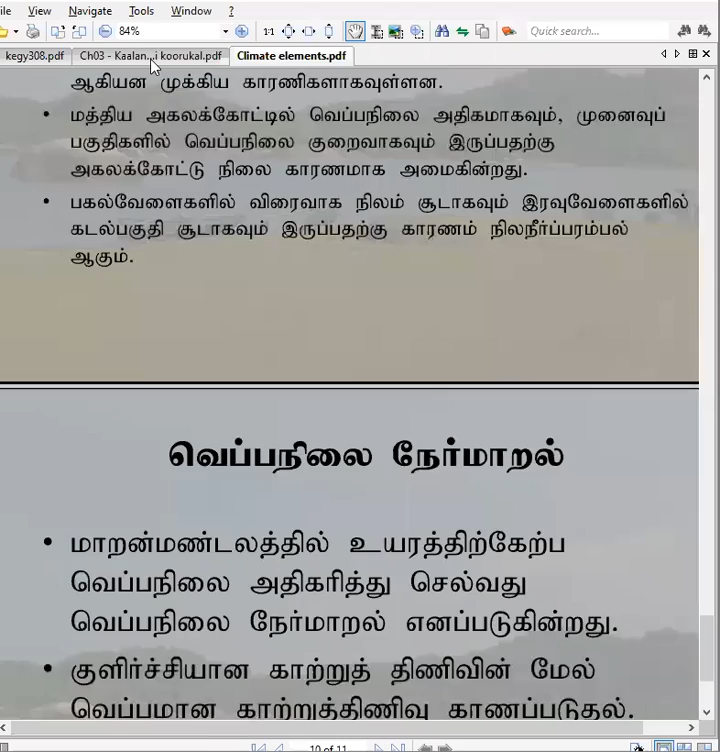 ile View Navigate Tools Window ?
84% Quick search...
kegy308.pdf Ch03 - Kaalan...i koorukal.pdf Climate elements.pdf
ஆகியன முக்கிய காரணிகளாகவுள்ளன.
• மத்திய அகலக்கோட்டில் வெப்பநிலை அதிகமாகவும், முனைவுப்
பகுதிகளில் வெப்பநிலை குறைவாகவும் இருப்பதற்கு
அகலக்கோட்டு நிலை காரணமாக அமைகின்றது.
• பகல்வேளைகளில் விரைவாக நிலம் சூடாகவும் இரவுவேளைகளில்
கடல்பகுதி சூடாகவும் இருப்பதற்கு காரணம் நிலநீர்ப்பரம்பல்
ஆகும்.
வெப்பநிலை நேர்மாறல்
• மாறன்மண்டலத்தில் உயரத்திற்கேற்ப
வெப்பநிலை அதிகரித்து செல்வது
வெப்பநிலை நேர்மாறல் எனப்படுகின்றது.
• குளிர்ச்சியான காற்றுத் திணிவின் மேல்
வெப்பமான காற்றுத்திணிவு காணப்படுதல்.
10 of 11